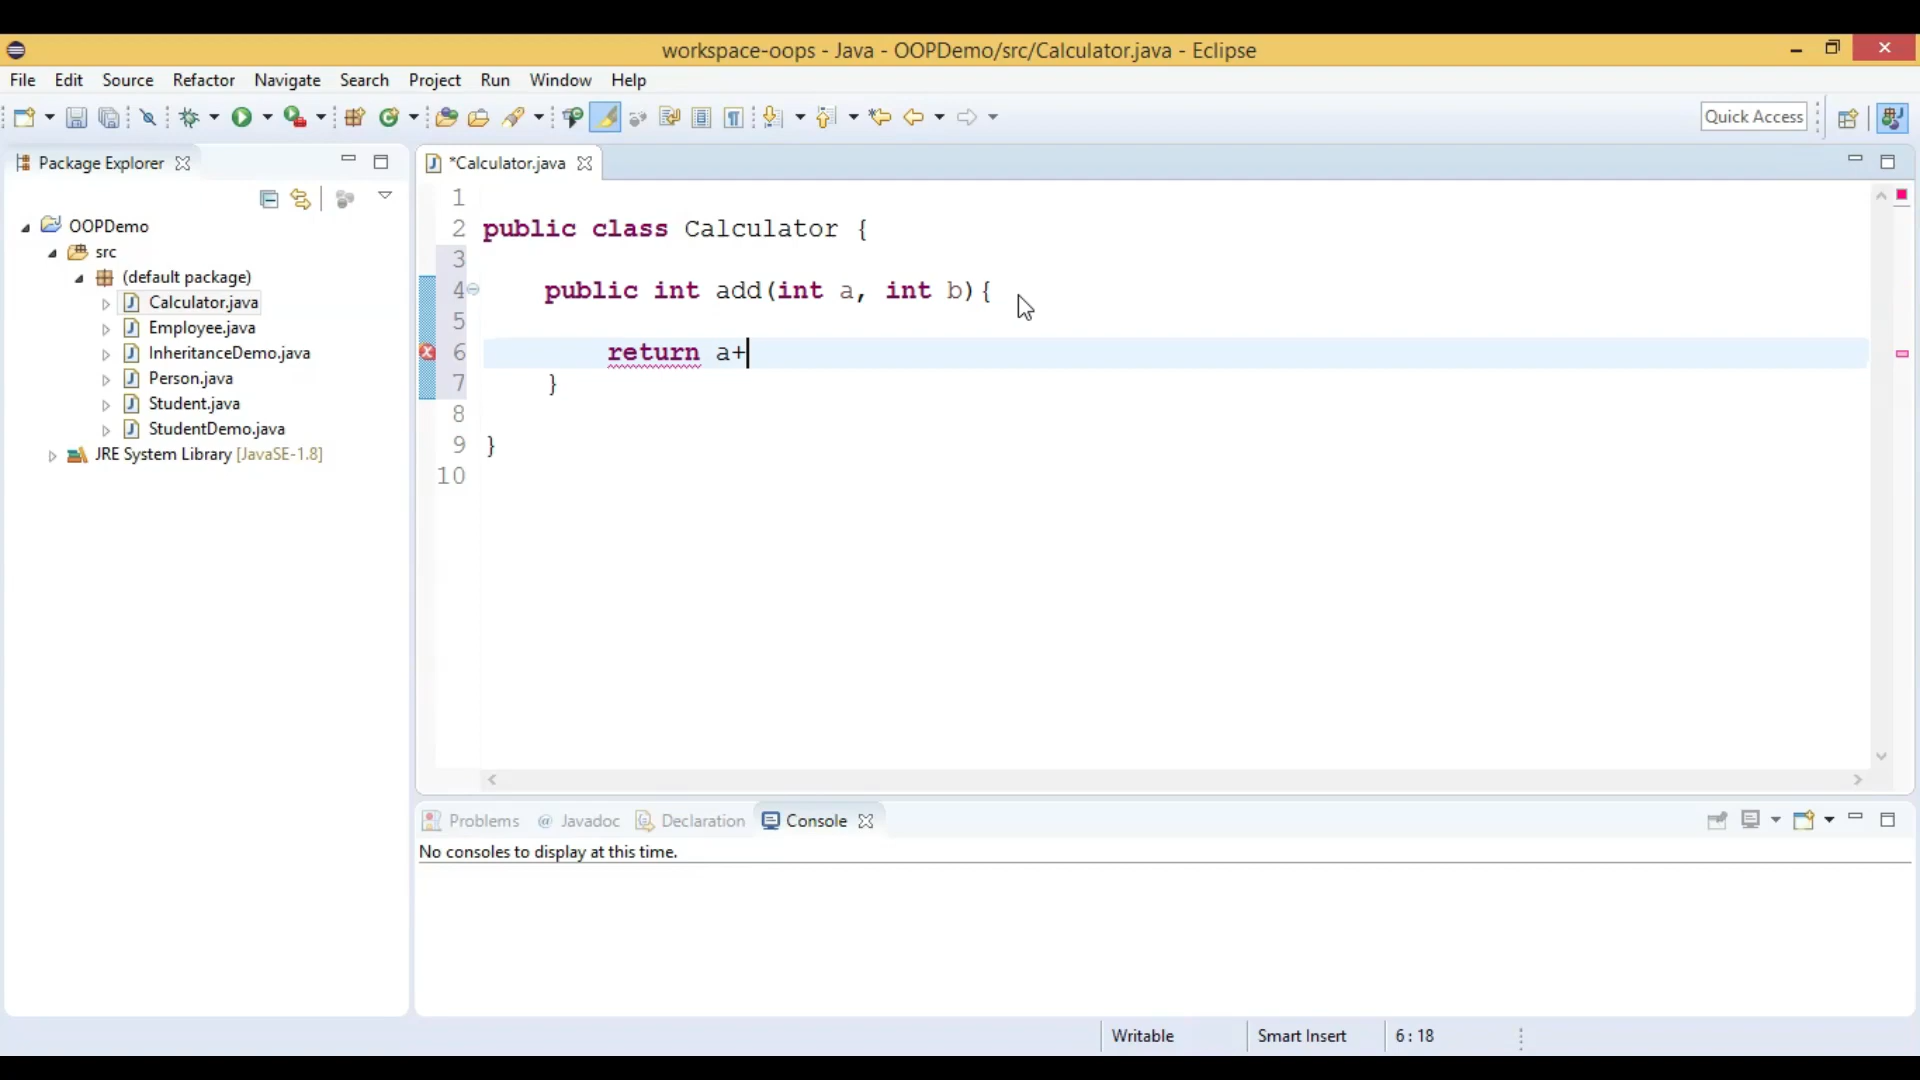 workspace-oops - Java - OOPDemo/src/Calculator.java - Eclipse
File Edit Source Refactor Navigate Search Project Run Window Help
Quick Access
Package Explorer
OOPDemo
src
(default package)
Calculator.java
Employee.java
InheritanceDemo.java
Person.java
Student.java
StudentDemo.java
JRE System Library [JavaSE-1.8]
*Calculator.java
1
2 public class Calculator {
3
4 public int add(int a, int b){
5
6 return a+
7 }
8
9 }
10
Problems @ Javadoc Declaration Console
No consoles to display at this time.
Writable Smart Insert 6 : 18